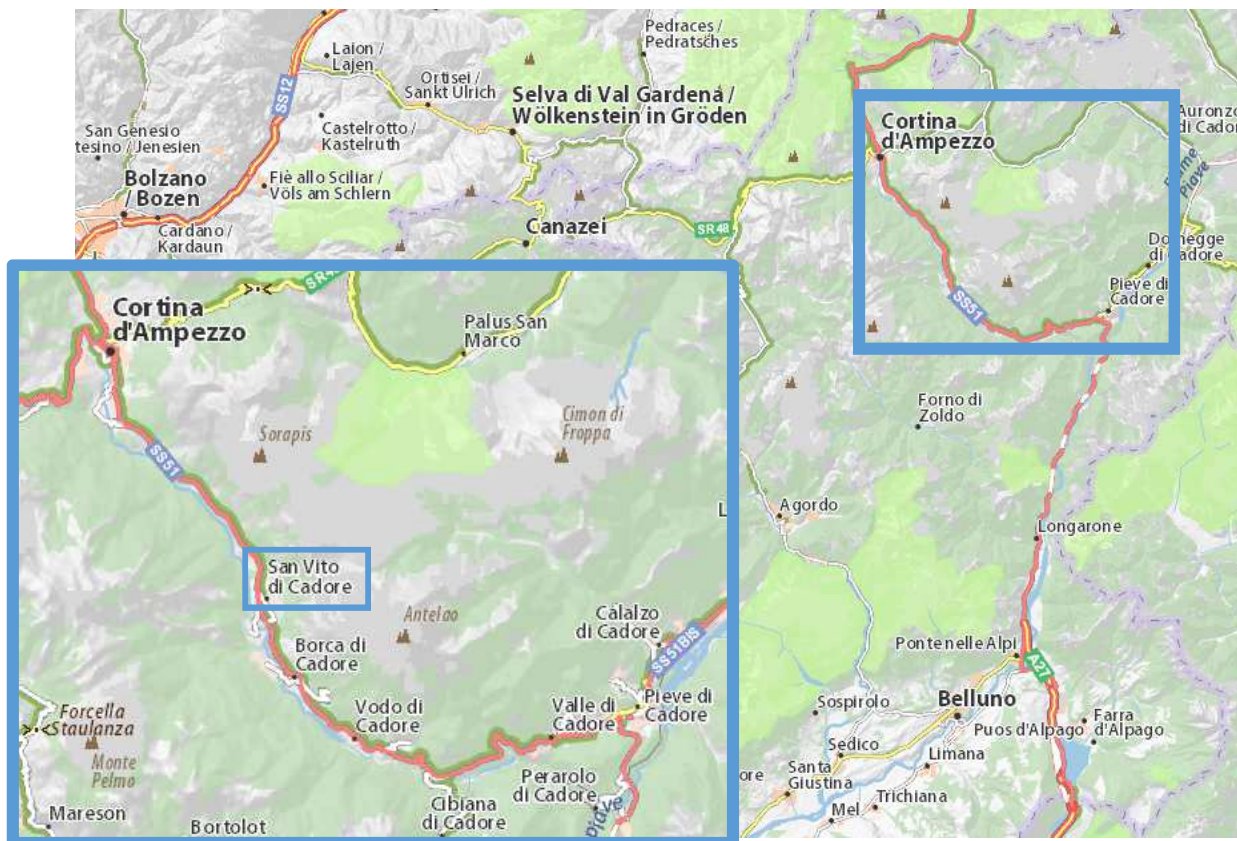 Pedraces /
Pedratsches
Laion /
Lajen
Ortisei /
Sankt Ulrich
SS12
Selva di Val Gardena /
Wölkenstein in Gröden
San Genesio
tesino / Jenesien
Castelrotto /
Kastelruth
Bolzano
/ Bozen
Fiè allo Sciliar /
Völs am Schlern
Cardano /
Kardaun
Canazei
SR48
Cortina
d'Ampezzo
Auronzo
di Cador
Piave
Domegge
di Cadore
Pieve di
Cadore
SS51
Forno di
Zoldo
Agordo
Longarone
Pontenelle Alpi
A27
Belluno
Sospirolo
Puos d'Alpago
Farra
d'Alpago
Sedico
Limana
Santa
Giustina
Trichiana
Mel
ore
Cortina
d'Ampezzo
Palus San
Marco
Sorapis
Cimon di
Froppa
SS51
San Vito
di Cadore
Antelao
Calalzo
di Cadore
SS51BIS
L
Borca di
Cadore
Vodo di
Cadore
Valle di
Cadore
Pieve di
Cadore
Forcella
Staulanza
Monte
Pelmo
Perarolo
di Cadore
Mareson
Bortolot
Cibiana
di Cadore